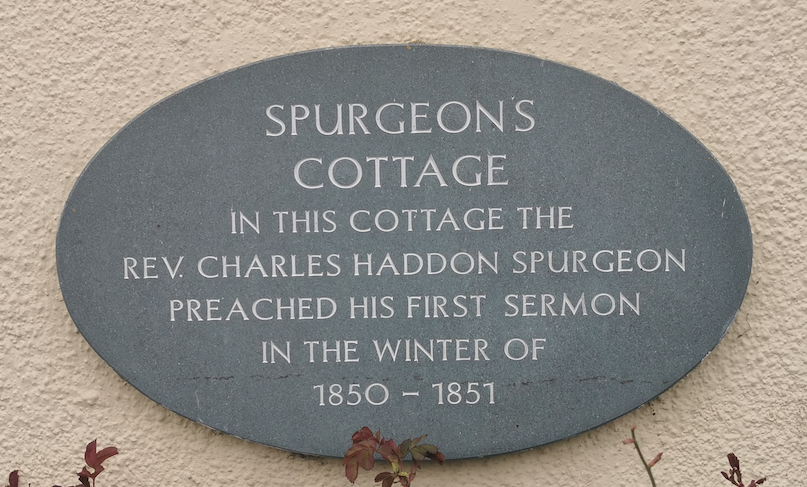 SPURGEON'S
COTTAGE
IN THIS COTTAGE THE
REV. CHARLES HADDON SPURGEON
PREACHED HIS FIRST SERMON
IN THE WINTER OF
1850 – 1851